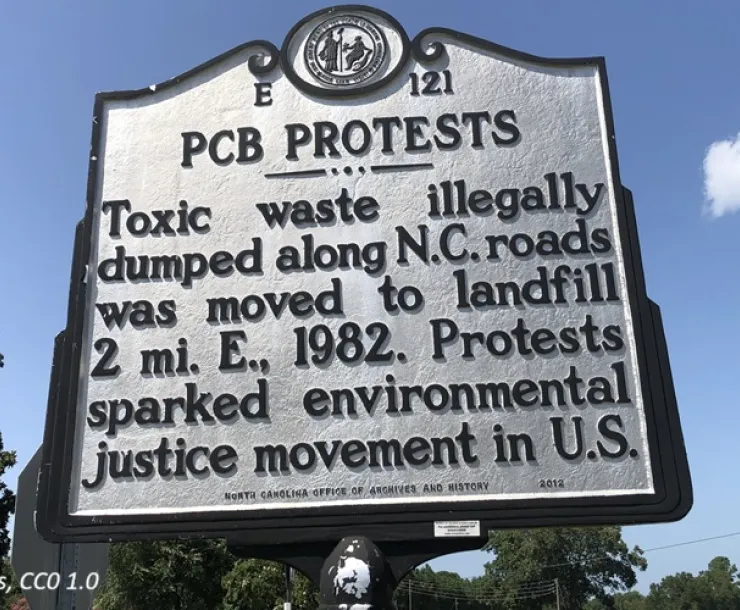 E 121
PCB PROTESTS
Toxic waste illegally
dumped along N.C. roads
was moved to landfill
2 mi. E., 1982. Protests
sparked environmental
justice movement in U.S.
NORTH CAROLINA OFFICE OF ARCHIVES AND HISTORY 2012
s, CC0 1.0